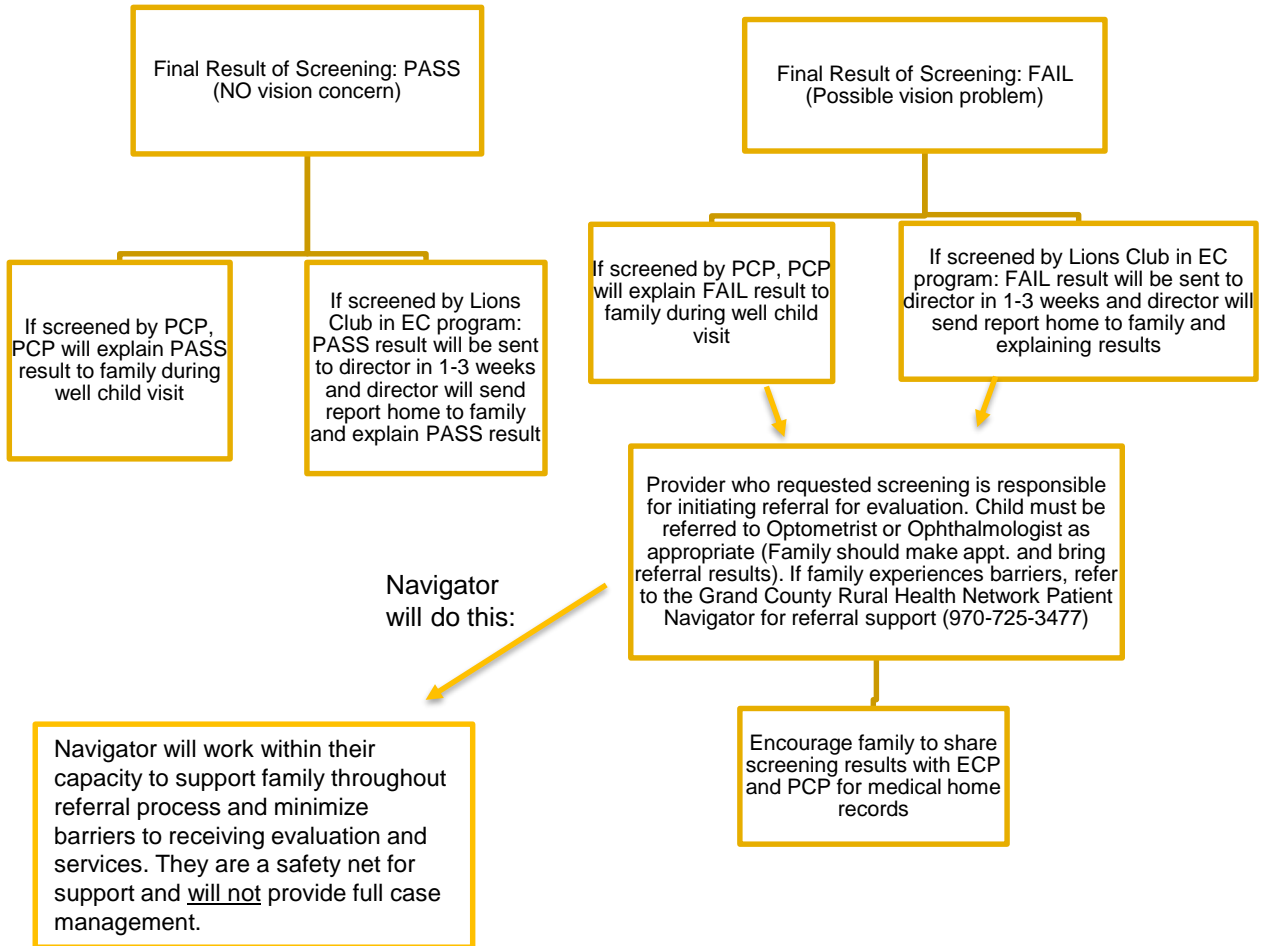 Final Result of Screening: PASS
(NO vision concern)
Final Result of Screening: FAIL
(Possible vision problem)
If screened by PCP,
PCP will explain PASS
result to family during
well child visit
If screened by Lions
Club in EC program:
PASS result will be sent
to director in 1-3 weeks
and director will send
report home to family
and explain PASS result
If screened by PCP, PCP
will explain FAIL result to
family during well child
visit
If screened by Lions Club in EC
program: FAIL result will be sent to
director in 1-3 weeks and director will
send report home to family and
explaining results
Provider who requested screening is responsible
for initiating referral for evaluation. Child must be
referred to Optometrist or Ophthalmologist as
appropriate (Family should make appt. and bring
referral results). If family experiences barriers, refer
to the Grand County Rural Health Network Patient
Navigator for referral support (970-725-3477)
Navigator
will do this:
Navigator will work within their
capacity to support family throughout
referral process and minimize
barriers to receiving evaluation and
services. They are a safety net for
support and will not provide full case
management.
Encourage family to share
screening results with ECP
and PCP for medical home
records